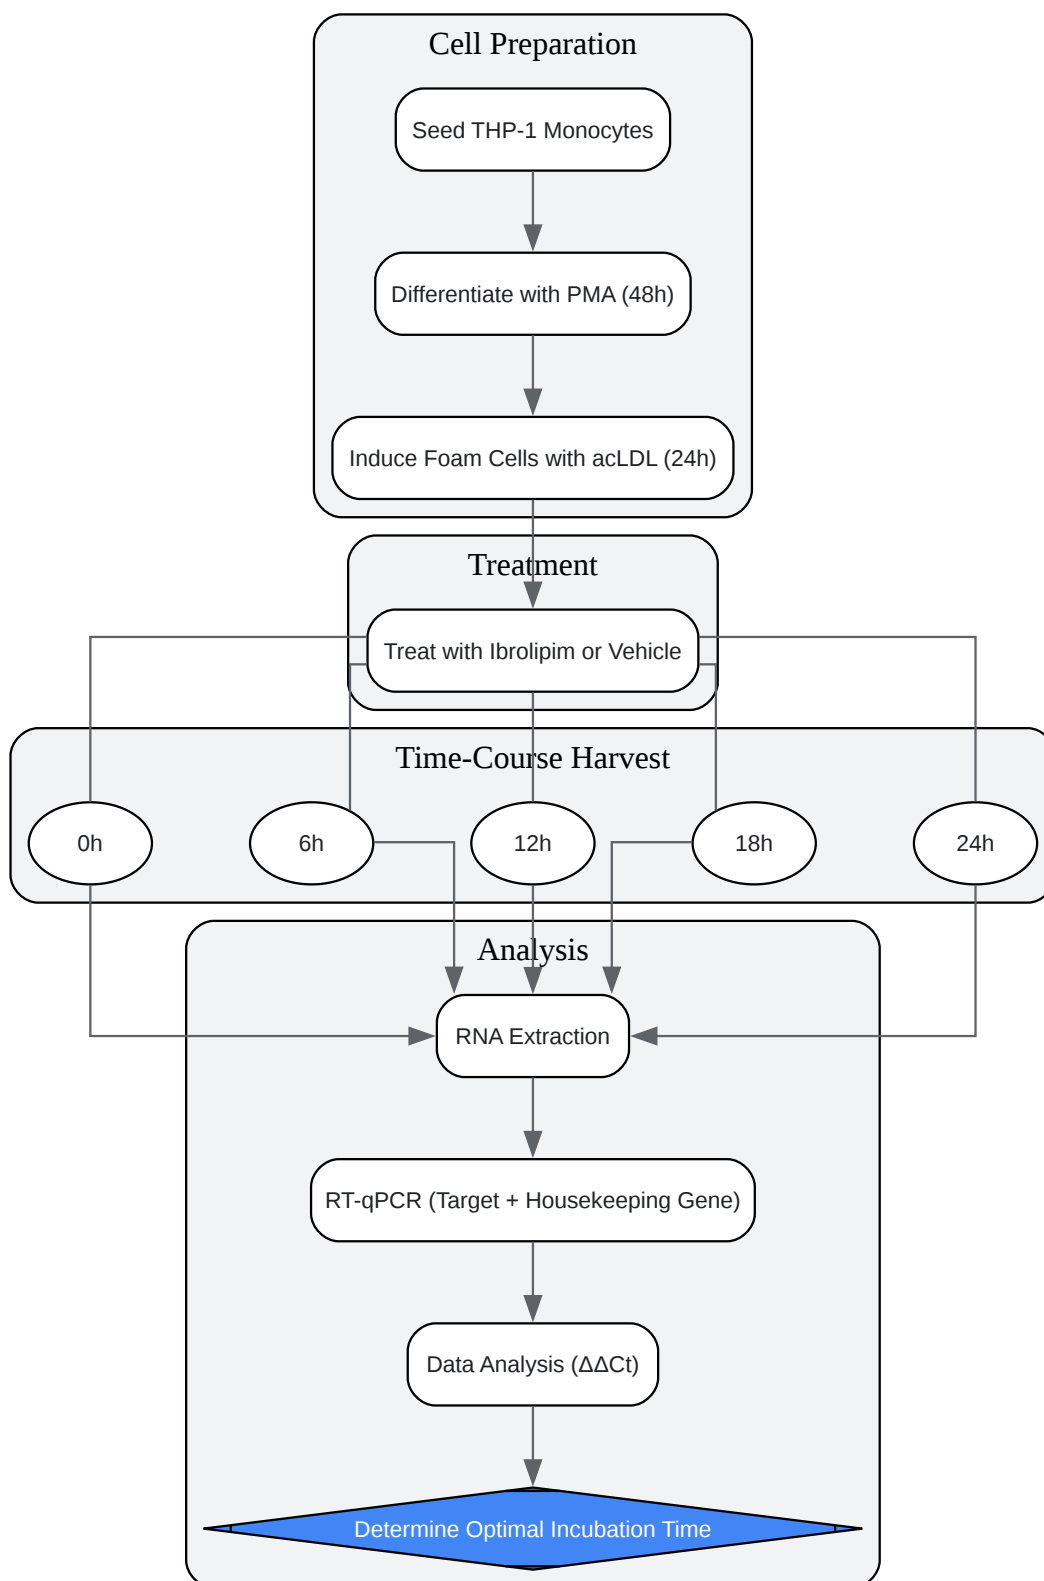 Cell Preparation
Seed THP-1 Monocytes
Differentiate with PMA (48h)
Induce Foam Cells with acLDL (24h)
Treatment
Treat with Ibrolipim or Vehicle
Time-Course Harvest
0h
6h
12h
18h
24h
Analysis
RNA Extraction
RT-qPCR (Target + Housekeeping Gene)
Data Analysis (ΔΔCt)
Determine Optimal Incubation Time